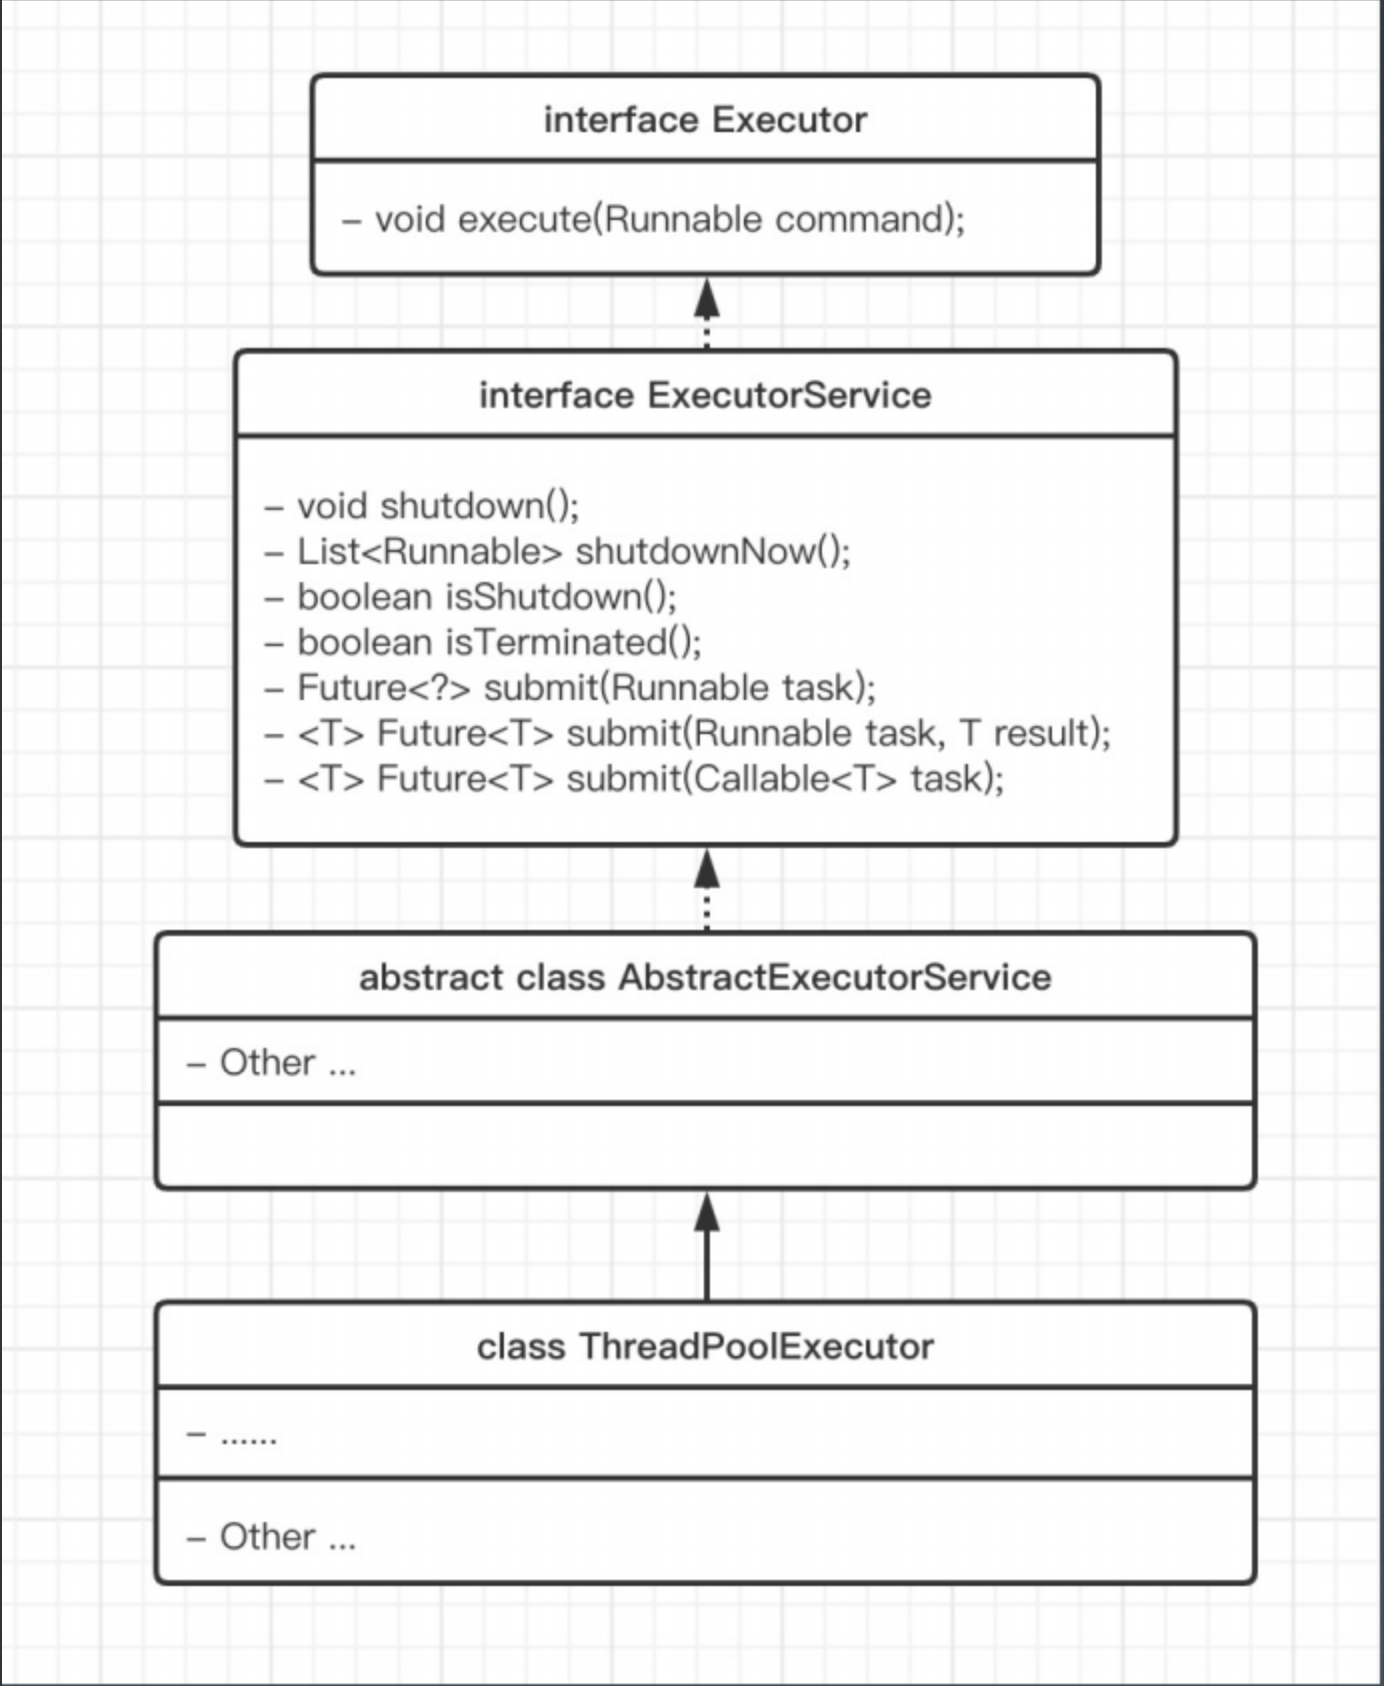 interface Executor
– void execute(Runnable command);
interface ExecutorService
– void shutdown();
– List<Runnable> shutdownNow();
– boolean isShutdown();
– boolean isTerminated();
– Future<?> submit(Runnable task);
– <T> Future<T> submit(Runnable task, T result);
– <T> Future<T> submit(Callable<T> task);
abstract class AbstractExecutorService
– Other ...
class ThreadPoolExecutor
– ......
– Other ...